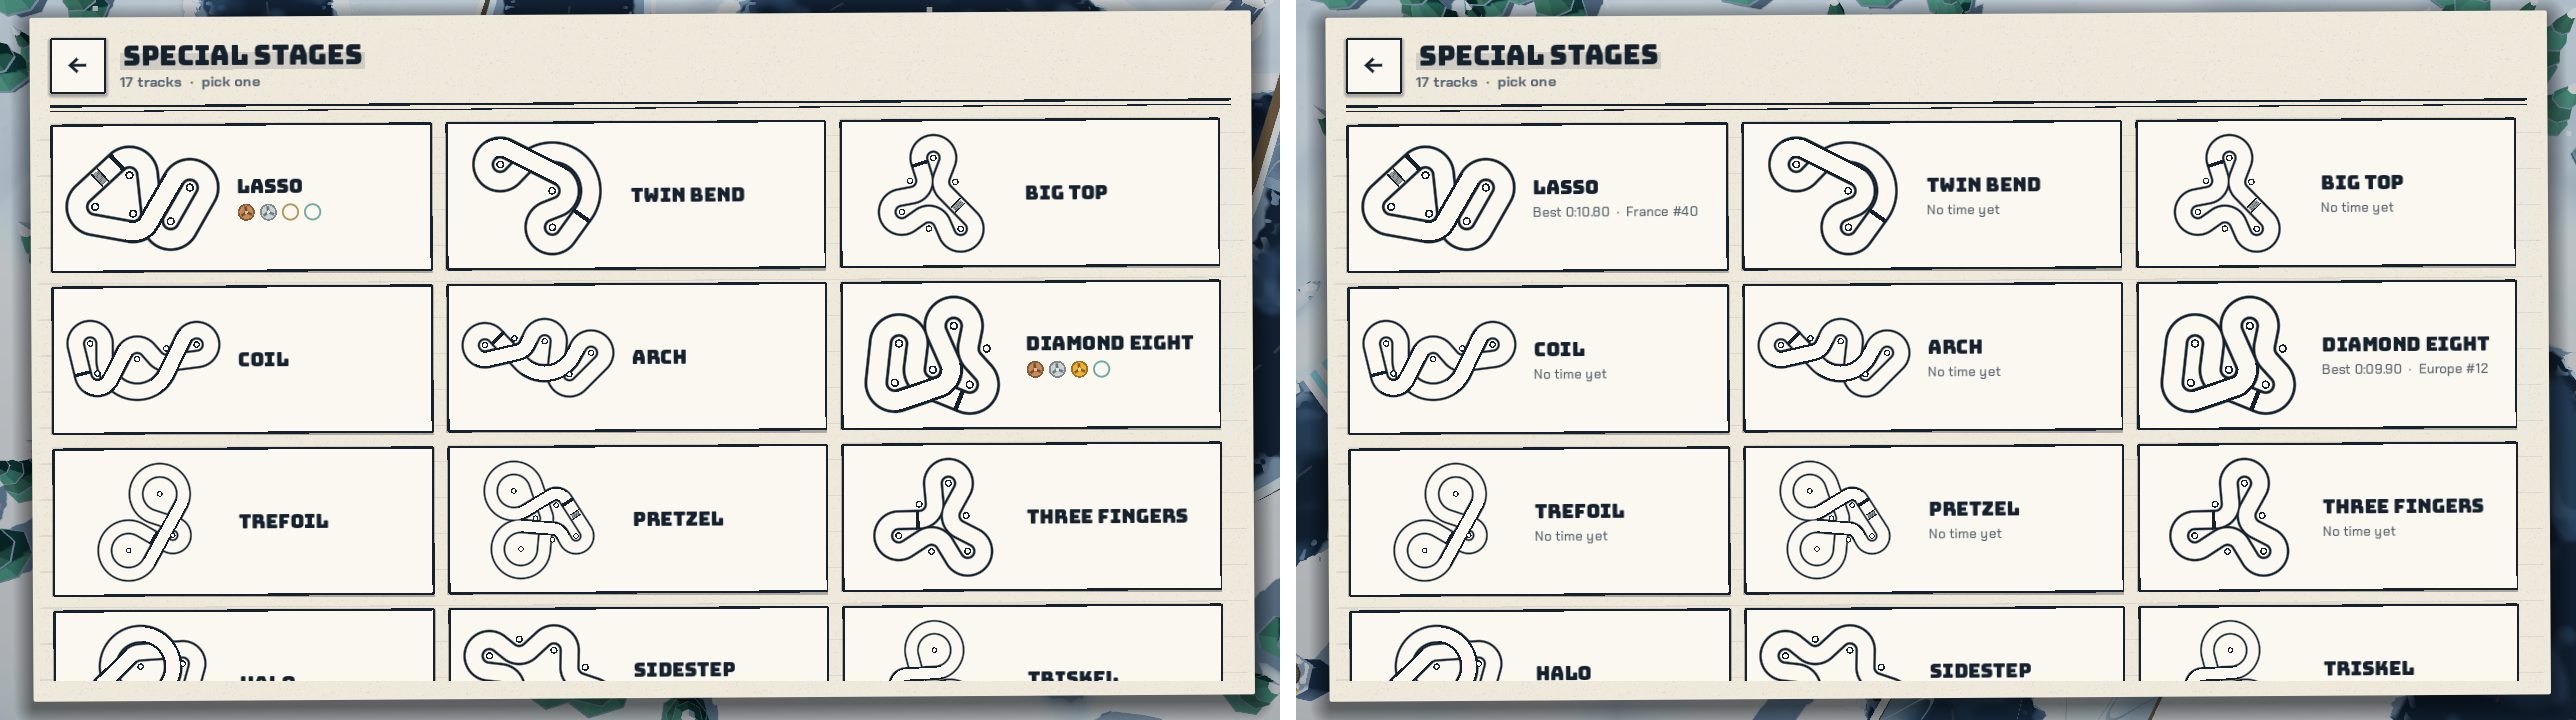 SPECIAL STAGES
17 tracks · pick one
LASSO
TWIN BEND
BIG TOP
COIL
ARCH
DIAMOND EIGHT
TREFOIL
PRETZEL
THREE FINGERS
HALO
SIDESTEP
TRISKEL
SPECIAL STAGES
17 tracks · pick one
LASSO
Best 0:10.80 · France #40
TWIN BEND
No time yet
BIG TOP
No time yet
COIL
No time yet
ARCH
No time yet
DIAMOND EIGHT
Best 0:09.90 · Europe #12
TREFOIL
No time yet
PRETZEL
No time yet
THREE FINGERS
No time yet
HALO
SIDESTEP
TRISKEL